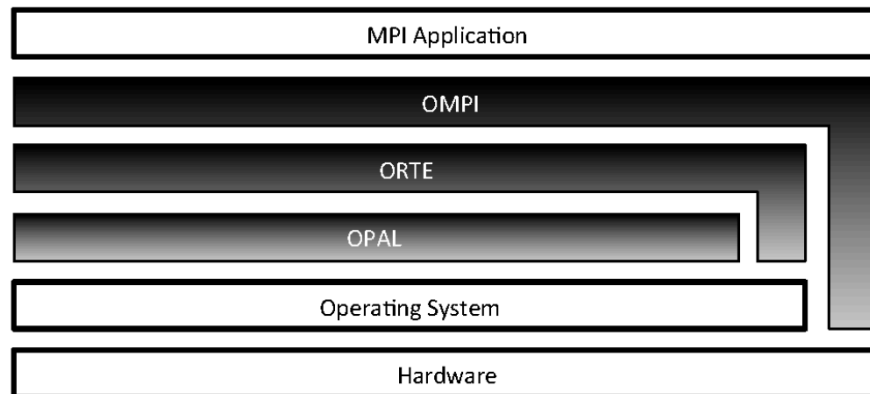 MPI Application
OMPI
ORTE
OPAL
Operating System
Hardware